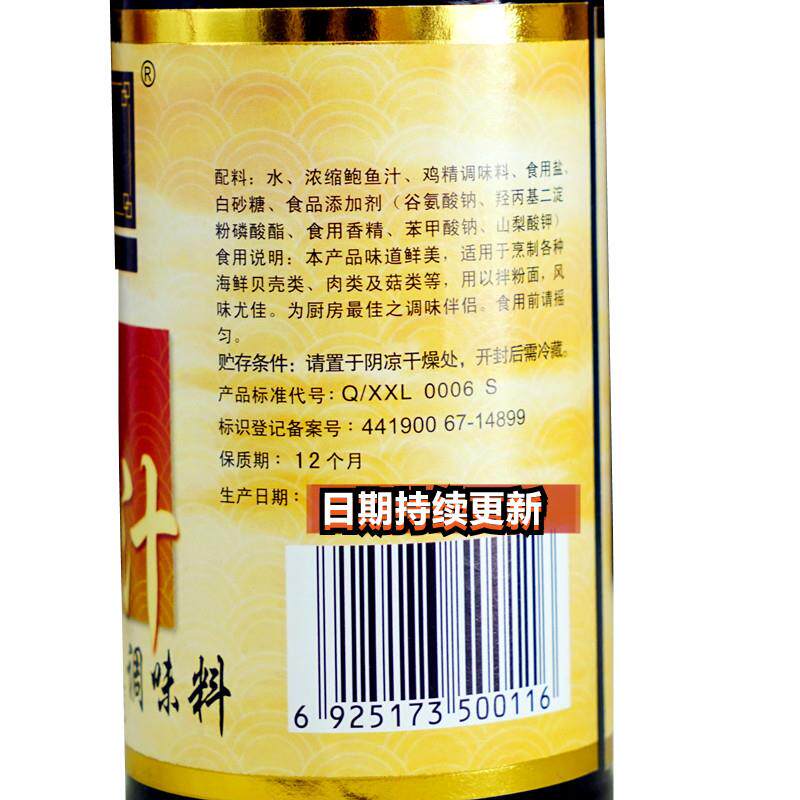 ®
配料：水、浓缩鲍鱼汁、鸡精调味料、食用盐、
白砂糖、食品添加剂（谷氨酸钠、羟丙基二淀
粉磷酸酯、食用香精、苯甲酸钠、山梨酸钾）
食用说明：本产品味道鲜美，适用于烹制各种
海鲜贝壳类、肉类及菇类等，用以拌粉面，风
味尤佳。为厨房最佳之调味伴侣。食用前请摇
匀。
贮存条件：请置于阴凉干燥处，开封后需冷藏。
产品标准代号：Q/XXL 0006 S
标识登记备案号：441900 67-14899
保质期：12个月
生产日期：
日期持续更新
汁
调味料
6 925173 500116